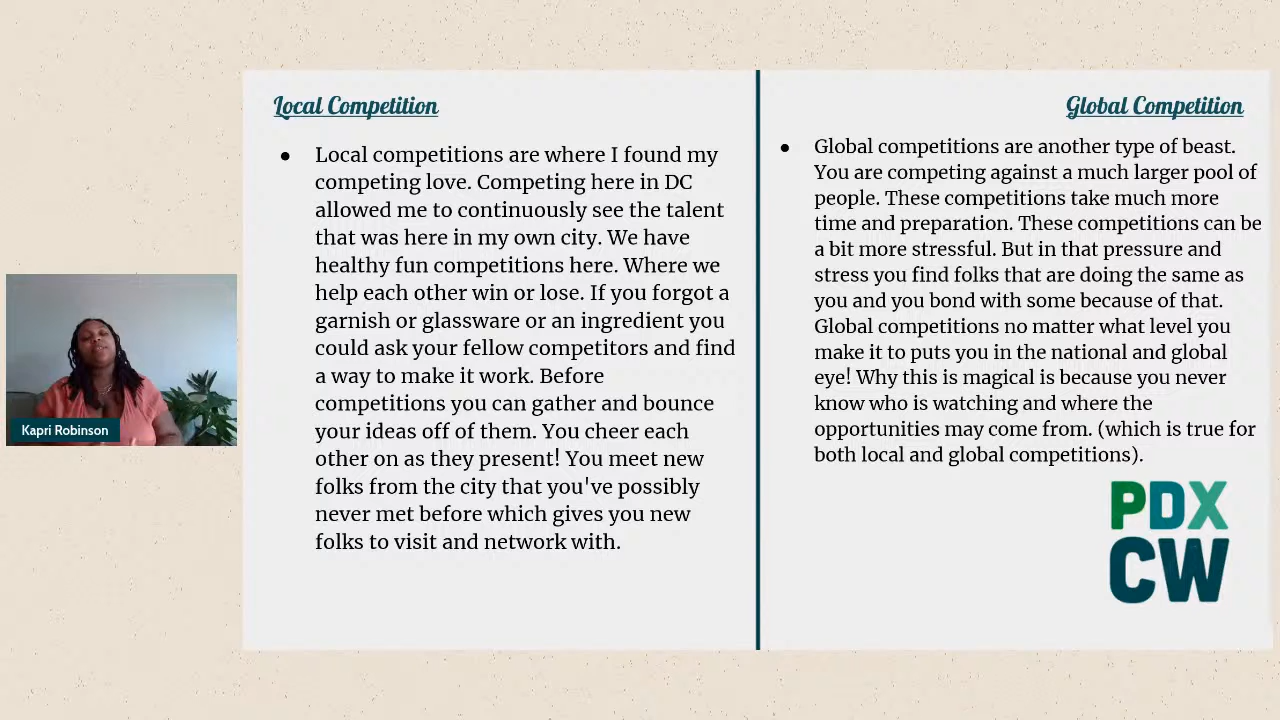 Local Competition
● Local competitions are where I found my
competing love. Competing here in DC
allowed me to continuously see the talent
that was here in my own city. We have
healthy fun competitions here. Where we
help each other win or lose. If you forgot a
garnish or glassware or an ingredient you
could ask your fellow competitors and find
a way to make it work. Before
competitions you can gather and bounce
your ideas off of them. You cheer each
other on as they present! You meet new
folks from the city that you've possibly
never met before which gives you new
folks to visit and network with.
Global Competition
● Global competitions are another type of beast.
You are competing against a much larger pool of
people. These competitions take much more
time and preparation. These competitions can be
a bit more stressful. But in that pressure and
stress you find folks that are doing the same as
you and you bond with some because of that.
Global competitions no matter what level you
make it to puts you in the national and global
eye! Why this is magical is because you never
know who is watching and where the
opportunities may come from. (which is true for
both local and global competitions).
PDX
CW
Kapri Robinson